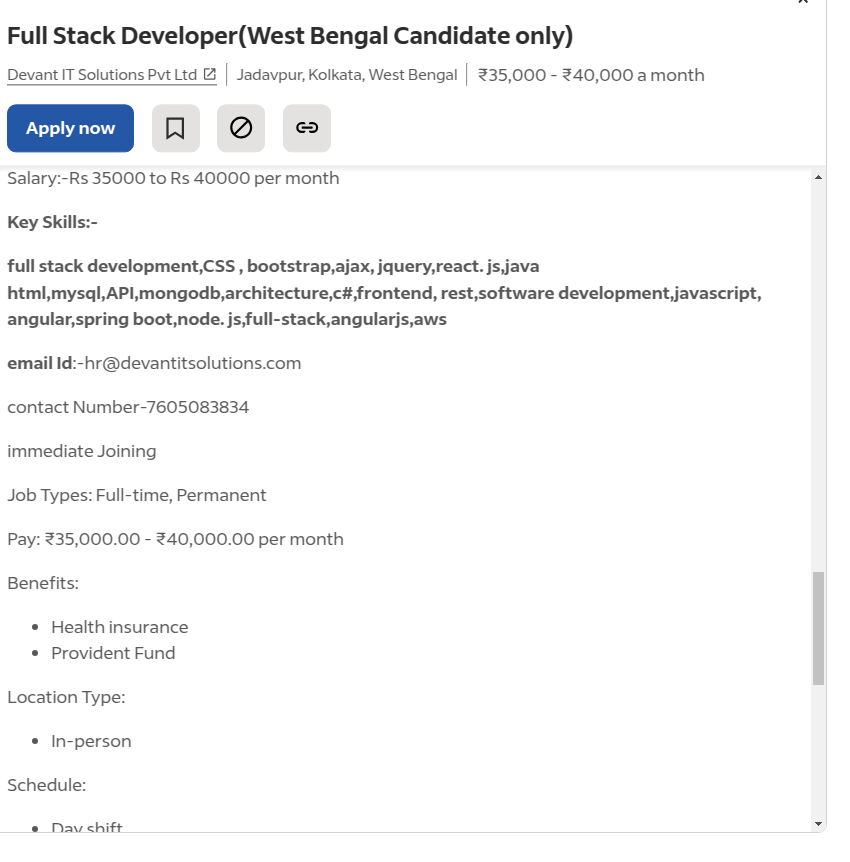 Full Stack Developer(West Bengal Candidate only)
Devant IT Solutions Pvt Ltd Jadavpur, Kolkata, West Bengal ₹35,000 - ₹40,000 a month
Apply now
Salary:-Rs 35000 to Rs 40000 per month
Key Skills:-
full stack development,CSS , bootstrap,ajax, jquery,react. js,java
html,mysql,API,mongodb,architecture,c#,frontend, rest,software development,javascript,
angular,spring boot,node. js,full-stack,angularjs,aws
email Id:-hr@devantitsolutions.com
contact Number-7605083834
immediate Joining
Job Types: Full-time, Permanent
Pay: ₹35,000.00 - ₹40,000.00 per month
Benefits:
• Health insurance
• Provident Fund
Location Type:
• In-person
Schedule:
• Day shift